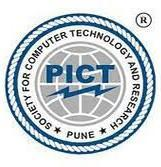 SOCIETY FOR COMPUTER TECHNOLOGY AND RESEARCH
PICT
★ PUNE ★
®